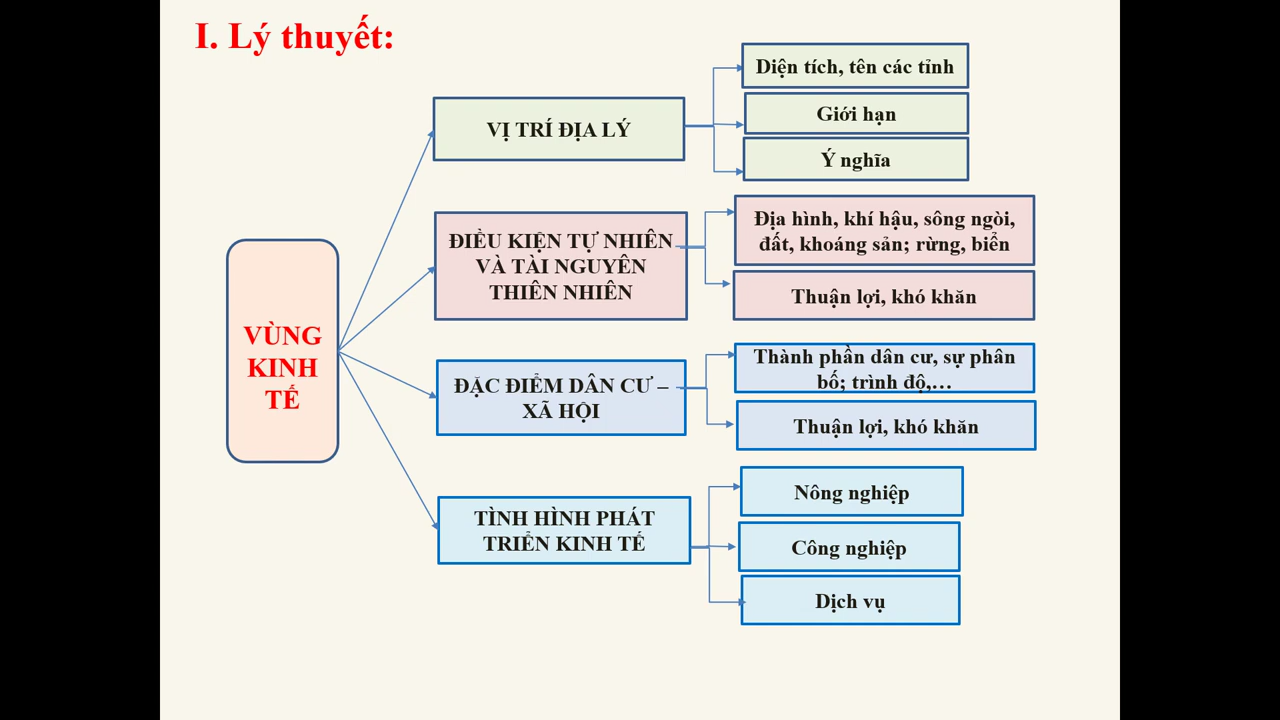 I. Lý thuyết:
VÙNG
KINH
TẾ
VỊ TRÍ ĐỊA LÝ
Diện tích, tên các tỉnh
Giới hạn
Ý nghĩa
ĐIỀU KIỆN TỰ NHIÊN
VÀ TÀI NGUYÊN
THIÊN NHIÊN
Địa hình, khí hậu, sông ngòi,
đất, khoáng sản; rừng, biển
Thuận lợi, khó khăn
ĐẶC ĐIỂM DÂN CƯ –
XÃ HỘI
Thành phần dân cư, sự phân
bố; trình độ,…
Thuận lợi, khó khăn
TÌNH HÌNH PHÁT
TRIỂN KINH TẾ
Nông nghiệp
Công nghiệp
Dịch vụ